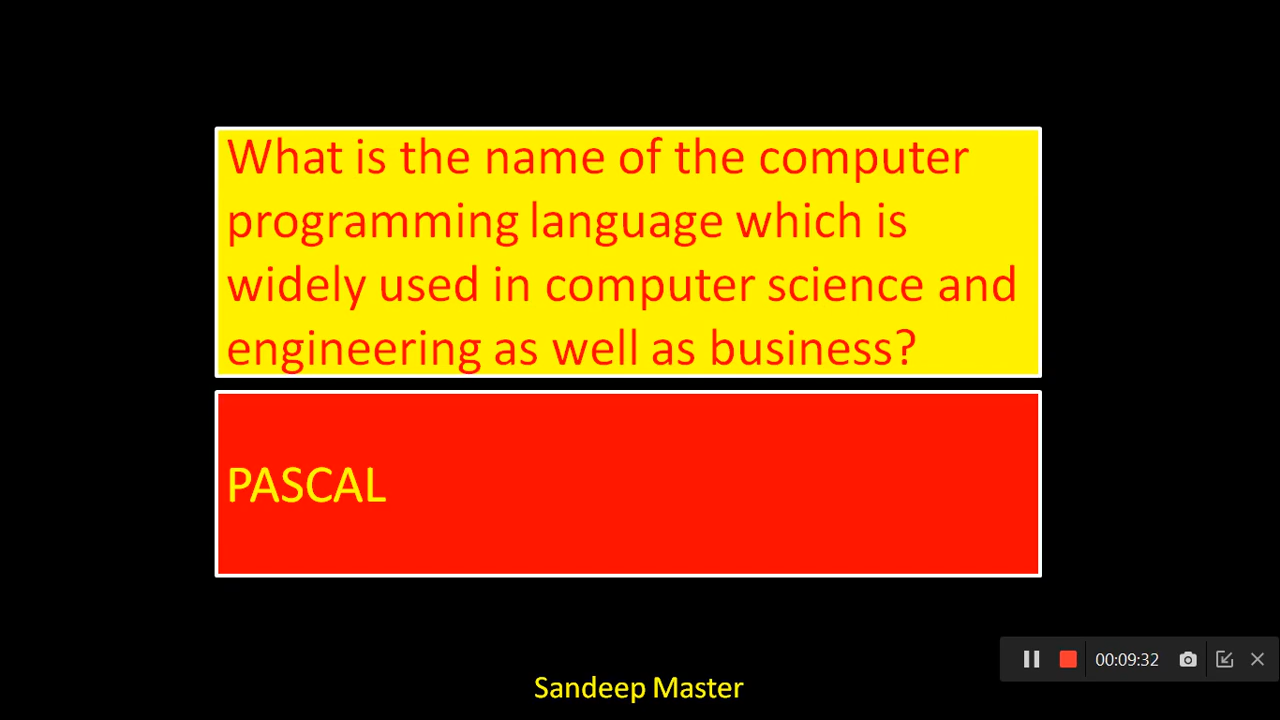 What is the name of the computer
programming language which is
widely used in computer science and
engineering as well as business?
PASCAL
00:09:32
Sandeep Master